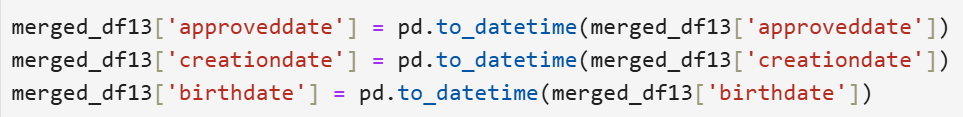 merged_df13['approveddate'] = pd.to_datetime(merged_df13['approveddate'])
merged_df13['creationdate'] = pd.to_datetime(merged_df13['creationdate'])
merged_df13['birthdate'] = pd.to_datetime(merged_df13['birthdate'])